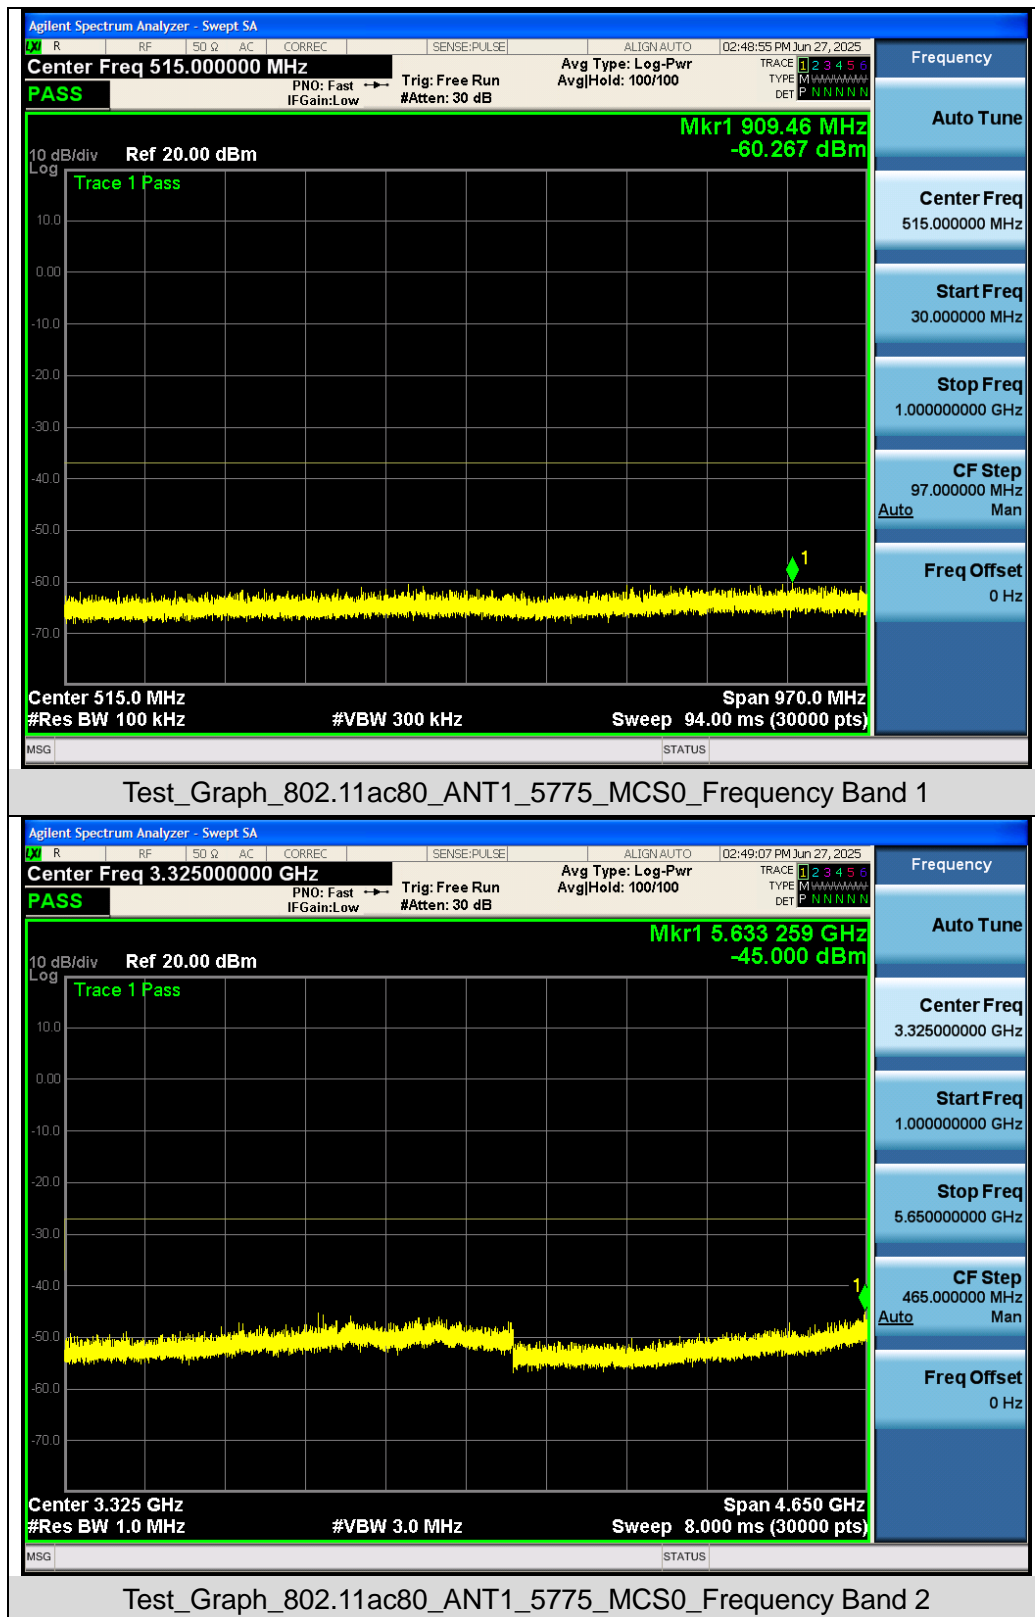 Agilent Spectrum Analyzer - Swept SA
LXI R RF 50 Ω AC CORREC SENSE:PULSE ALIGN AUTO 02:48:55 PM Jun 27, 2025
Center Freq 515.000000 MHz
PNO: Fast
IFGain:Low
Trig: Free Run
#Atten: 30 dB
Avg Type: Log-Pwr
Avg|Hold: 100/100
TRACE 1 2 3 4 5 6
TYPE M WWWWW
DET P N N N N N
PASS
Mkr1 909.46 MHz
-60.267 dBm
10 dB/div Ref 20.00 dBm
Log
Trace 1 Pass
10.0
0.00
-10.0
-20.0
-30.0
-40.0
-50.0
-60.0
-70.0
1
Center 515.0 MHz Span 970.0 MHz
#Res BW 100 kHz #VBW 300 kHz Sweep 94.00 ms (30000 pts)
MSG STATUS
Frequency
Auto Tune
Center Freq
515.000000 MHz
Start Freq
30.000000 MHz
Stop Freq
1.000000000 GHz
CF Step
97.000000 MHz
Auto Man
Freq Offset
0 Hz
Test_Graph_802.11ac80_ANT1_5775_MCS0_Frequency Band 1
Agilent Spectrum Analyzer - Swept SA
LXI R RF 50 Ω AC CORREC SENSE:PULSE ALIGN AUTO 02:49:07 PM Jun 27, 2025
Center Freq 3.325000000 GHz
PNO: Fast
IFGain:Low
Trig: Free Run
#Atten: 30 dB
Avg Type: Log-Pwr
Avg|Hold: 100/100
TRACE 1 2 3 4 5 6
TYPE M WWWWW
DET P N N N N N
PASS
Mkr1 5.633 259 GHz
-45.000 dBm
10 dB/div Ref 20.00 dBm
Log
Trace 1 Pass
10.0
0.00
-10.0
-20.0
-30.0
-40.0
-50.0
-60.0
-70.0
1
Center 3.325 GHz Span 4.650 GHz
#Res BW 1.0 MHz #VBW 3.0 MHz Sweep 8.000 ms (30000 pts)
MSG STATUS
Frequency
Auto Tune
Center Freq
3.325000000 GHz
Start Freq
1.000000000 GHz
Stop Freq
5.650000000 GHz
CF Step
465.000000 MHz
Auto Man
Freq Offset
0 Hz
Test_Graph_802.11ac80_ANT1_5775_MCS0_Frequency Band 2